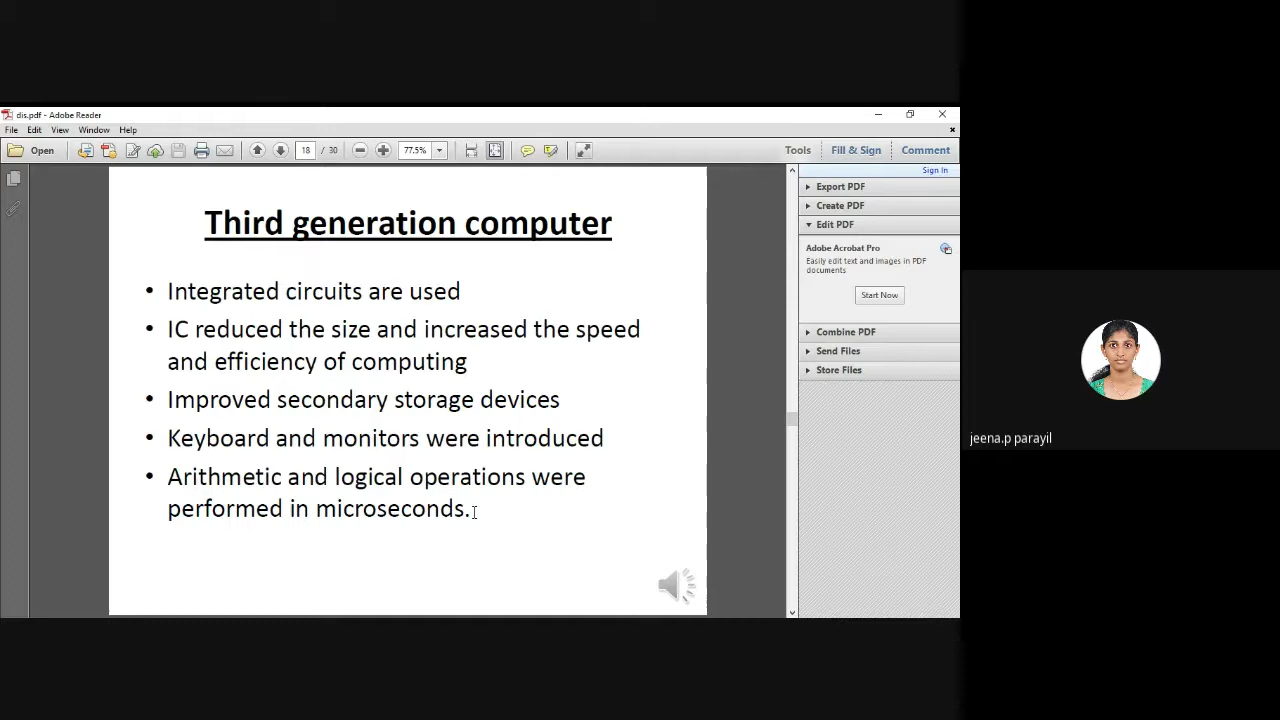 dis.pdf - Adobe Reader
File Edit View Window Help
Open 18 / 30 77.5% Tools Fill & Sign Comment
Sign In
Third generation computer
• Integrated circuits are used
• IC reduced the size and increased the speed
and efficiency of computing
• Improved secondary storage devices
• Keyboard and monitors were introduced
• Arithmetic and logical operations were
performed in microseconds.
Export PDF
Create PDF
Edit PDF
Adobe Acrobat Pro
Easily edit text and images in PDF
documents
Start Now
Combine PDF
Send Files
Store Files
jeena.p parayil